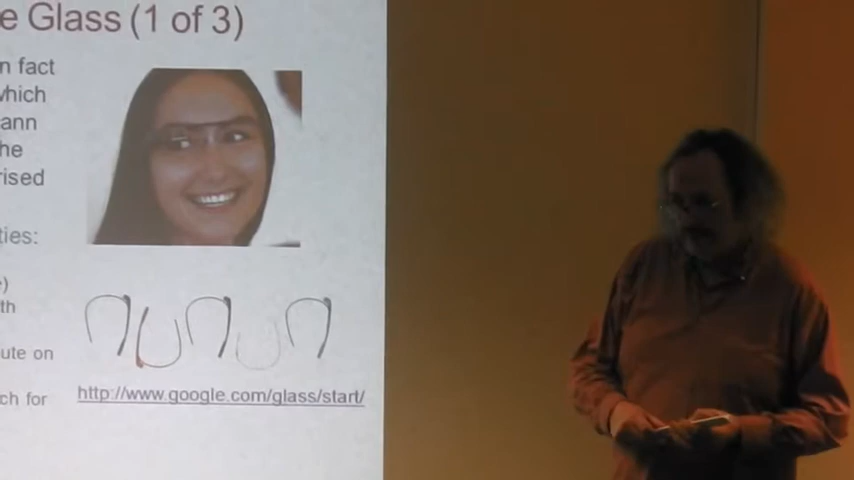 e Glass (1 of 3)
n fact
which
ann
he
rised
ties:
)
th
ute on
ch for
http://www.google.com/glass/start/